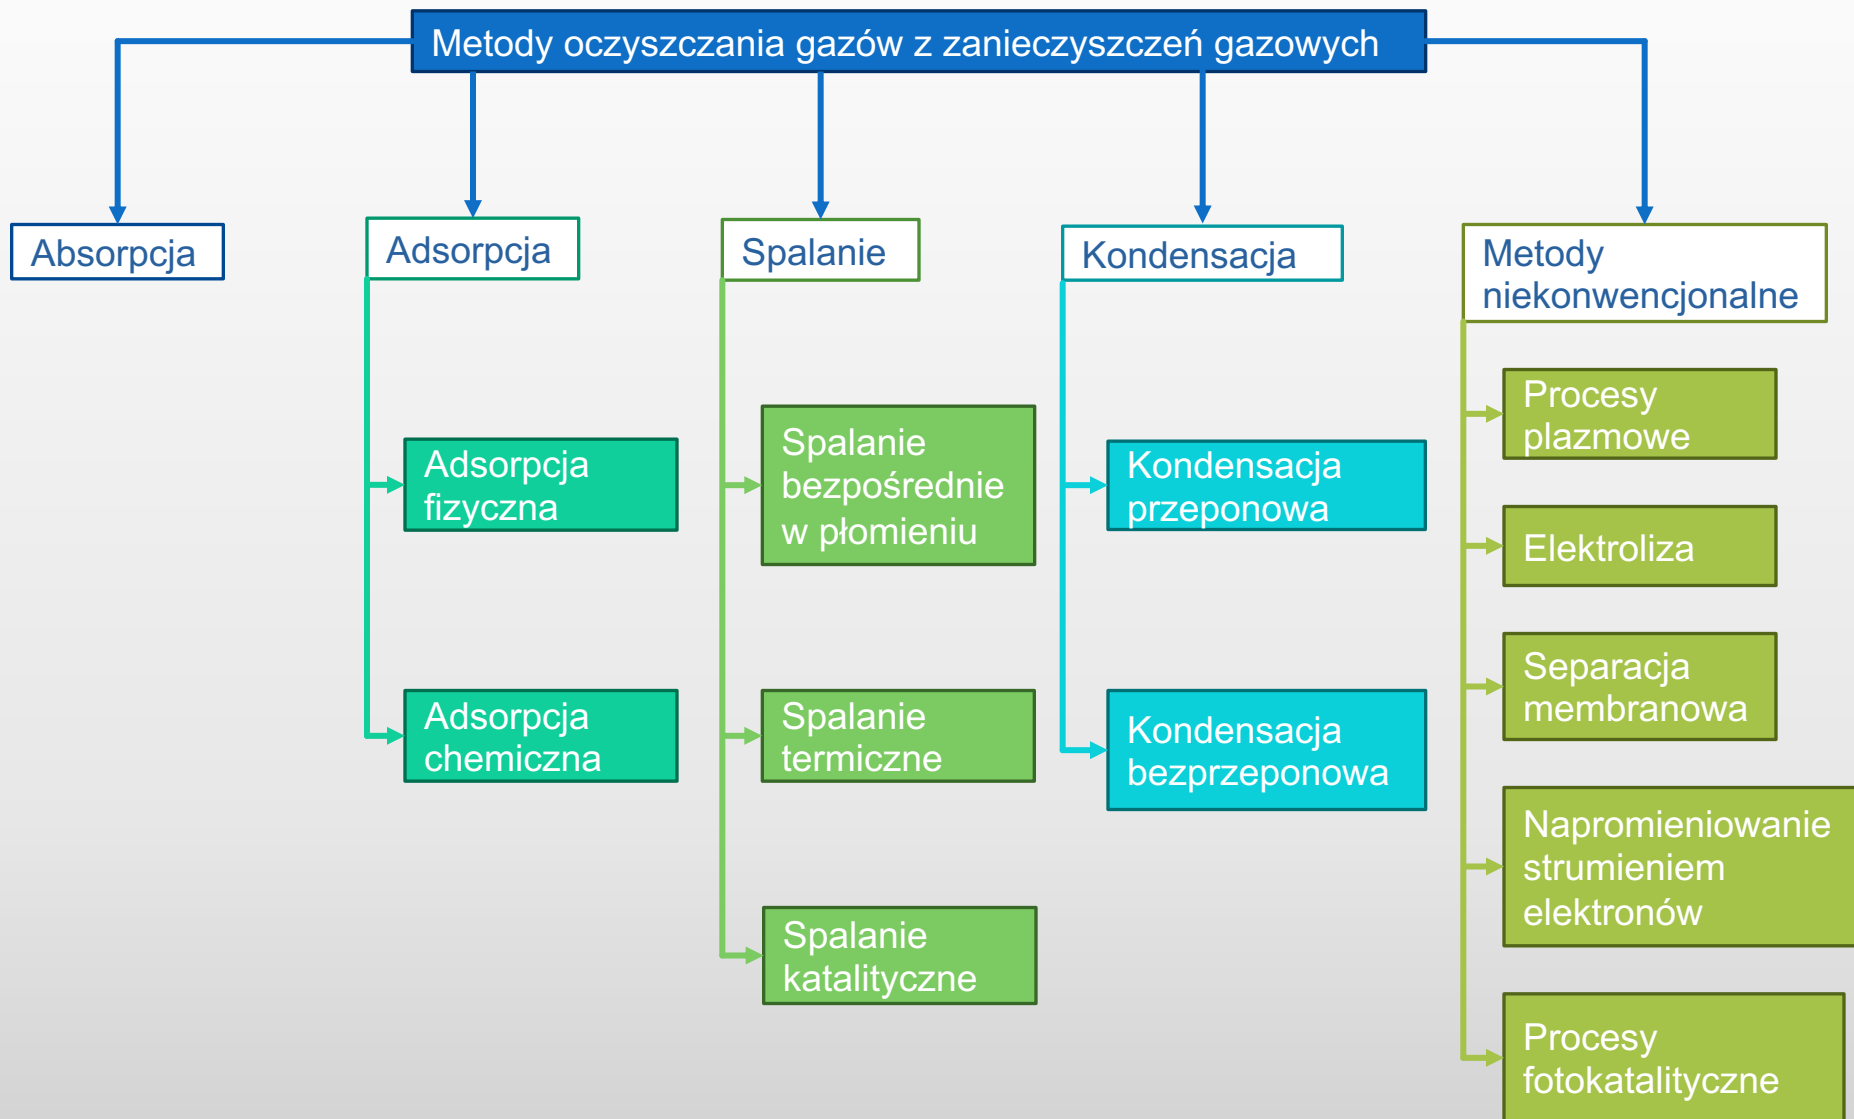 Metody oczyszczania gazów z zanieczyszczeń gazowych
Absorpcja
Adsorpcja
Adsorpcja
fizyczna
Adsorpcja
chemiczna
Spalanie
Spalanie
bezpośrednie
w płomieniu
Spalanie
termiczne
Spalanie
katalityczne
Kondensacja
Kondensacja
przeponowa
Kondensacja
bezprzeponowa
Metody
niekonwencjonalne
Procesy
plazmowe
Elektroliza
Separacja
membranowa
Napromieniowanie
strumieniem
elektronów
Procesy
fotokatalityczne